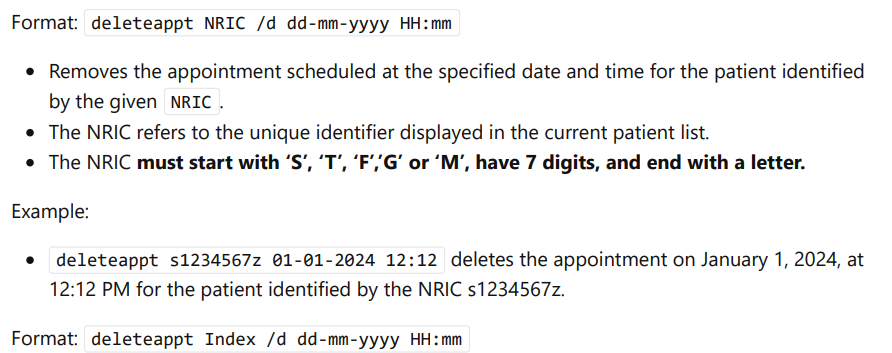 Format: deleteappt NRIC /d dd-mm-yyyy HH:mm
• Removes the appointment scheduled at the specified date and time for the patient identified
by the given NRIC.
• The NRIC refers to the unique identifier displayed in the current patient list.
• The NRIC must start with ‘S’, ‘T’, ‘F’,’G’ or ‘M’, have 7 digits, and end with a letter.
Example:
• deleteappt s1234567z 01-01-2024 12:12 deletes the appointment on January 1, 2024, at
12:12 PM for the patient identified by the NRIC s1234567z.
Format: deleteappt Index /d dd-mm-yyyy HH:mm